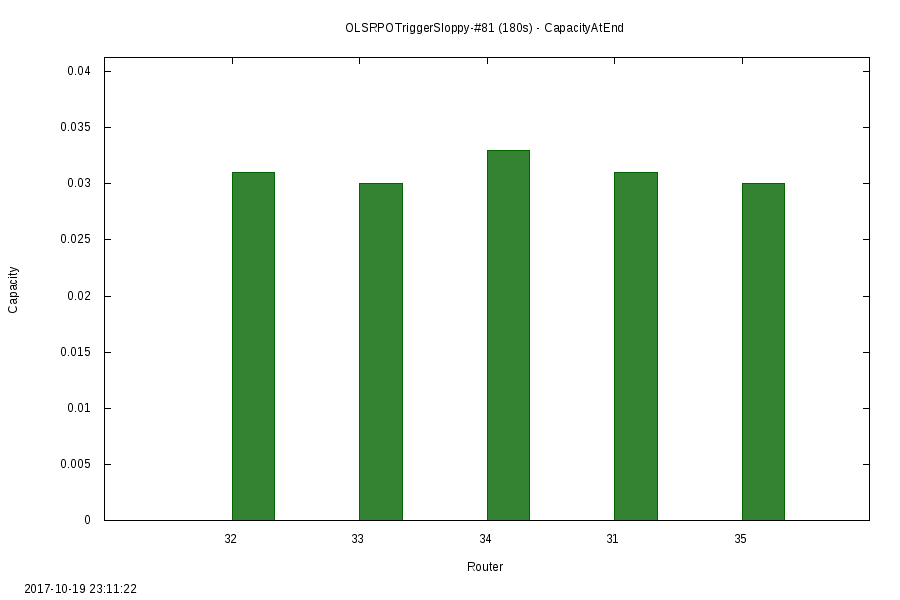 OLSRPOTriggerSloppy-#81 (180s) - CapacityAtEnd
0.04
0.035
0.03
0.025
0.02
0.015
0.01
0.005
0
Capacity
32 33 34 31 35
Router
2017-10-19 23:11:22